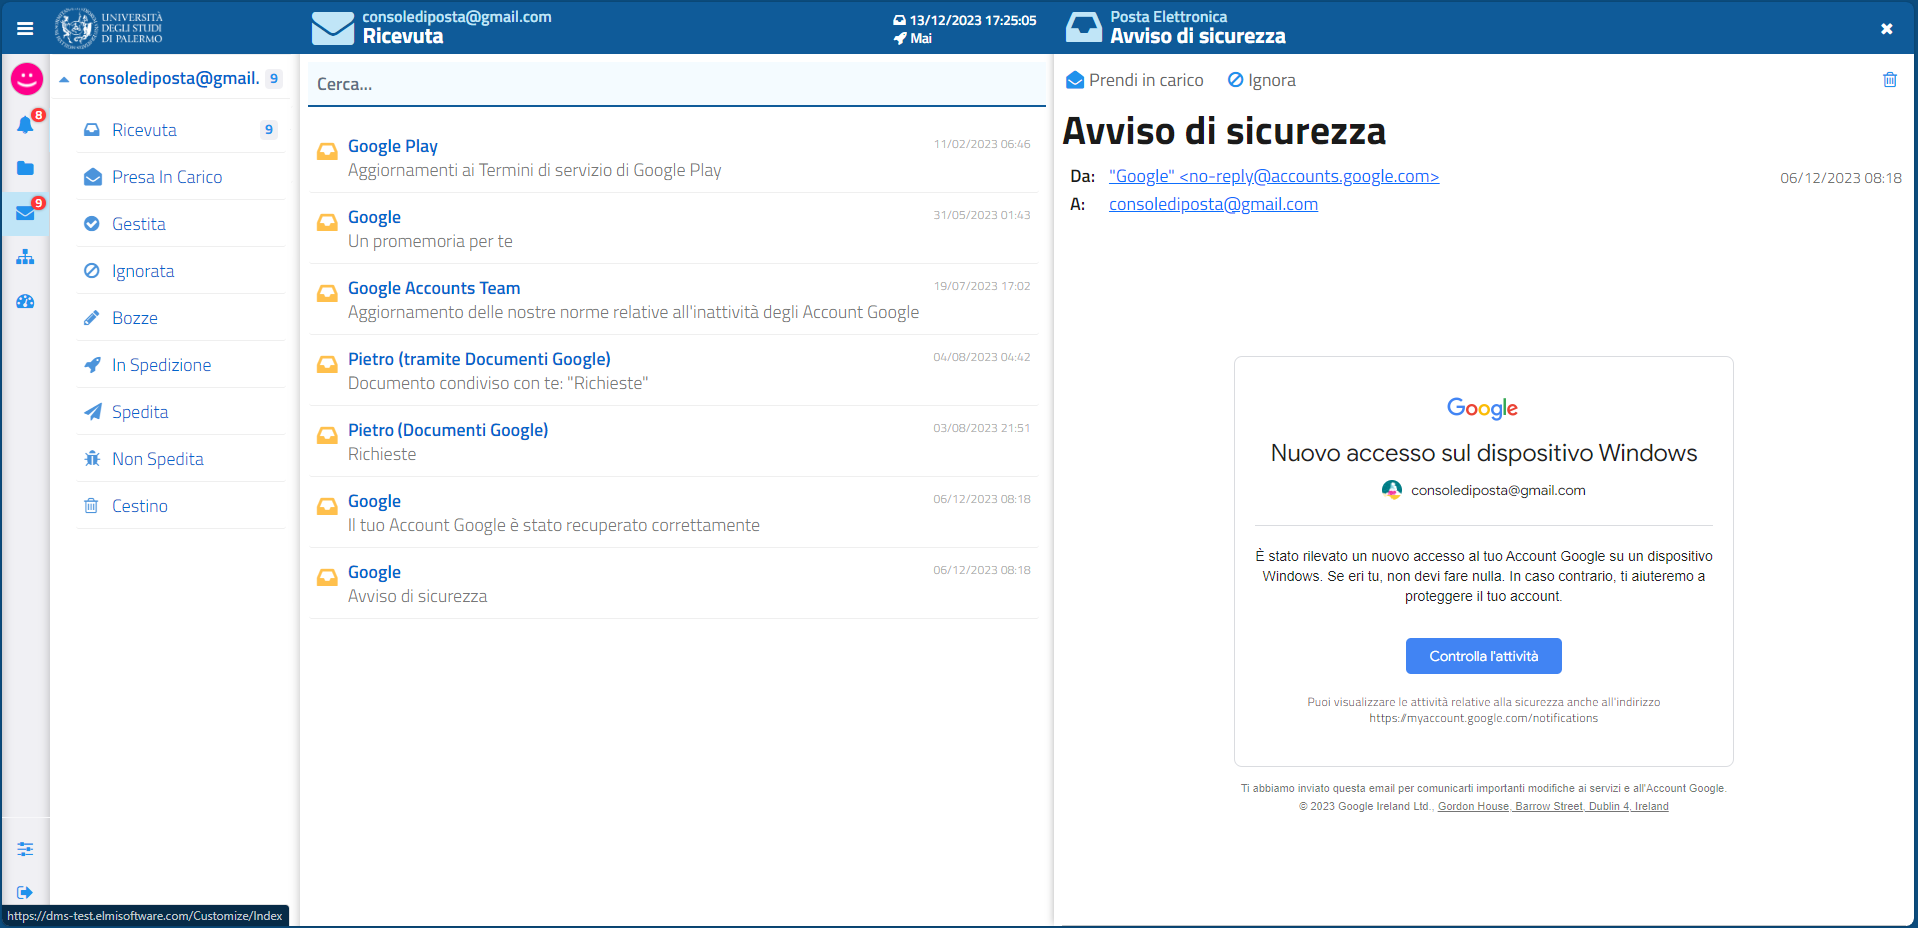 UNIVERSITÀ
DEGLI STUDI
DI PALERMO
consolediposta@gmail.com
Ricevuta
13/12/2023 17:25:05
Mai
Posta Elettronica
Avviso di sicurezza
8
9
consolediposta@gmail. 9
Ricevuta 9
Presa In Carico
Gestita
Ignorata
Bozze
In Spedizione
Spedita
Non Spedita
Cestino
https://dms-test.elmisoftware.com/Customize/Index
Cerca...
Google Play 11/02/2023 06:46
Aggiornamenti ai Termini di servizio di Google Play
Google 31/05/2023 01:43
Un promemoria per te
Google Accounts Team 19/07/2023 17:02
Aggiornamento delle nostre norme relative all'inattività degli Account Google
Pietro (tramite Documenti Google) 04/08/2023 04:42
Documento condiviso con te: "Richieste"
Pietro (Documenti Google) 03/08/2023 21:51
Richieste
Google 06/12/2023 08:18
Il tuo Account Google è stato recuperato correttamente
Google 06/12/2023 08:18
Avviso di sicurezza
Prendi in carico Ignora
Avviso di sicurezza
Da: "Google" <no-reply@accounts.google.com> 06/12/2023 08:18
A: consolediposta@gmail.com
Google
Nuovo accesso sul dispositivo Windows
consolediposta@gmail.com
È stato rilevato un nuovo accesso al tuo Account Google su un dispositivo
Windows. Se eri tu, non devi fare nulla. In caso contrario, ti aiuteremo a
proteggere il tuo account.
Controlla l'attività
Puoi visualizzare le attività relative alla sicurezza anche all'indirizzo
https://myaccount.google.com/notifications
Ti abbiamo inviato questa email per comunicarti importanti modifiche ai servizi e all'Account Google.
© 2023 Google Ireland Ltd., Gordon House, Barrow Street, Dublin 4, Ireland